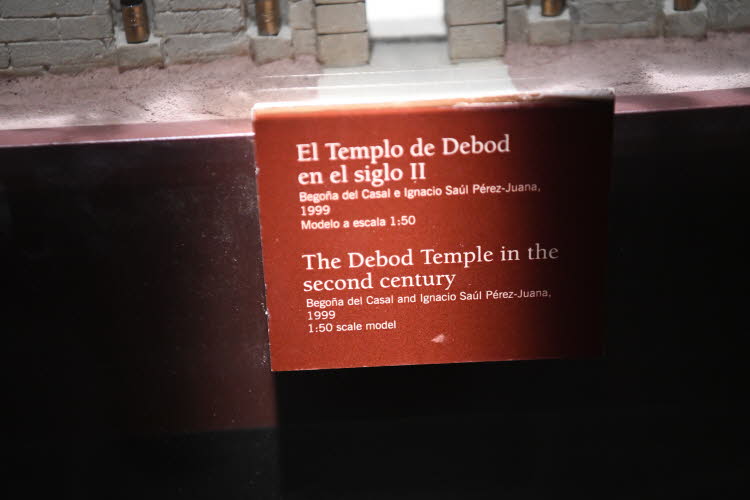 El Templo de Debod
en el siglo II
Begoña del Casal e Ignacio Saúl Pérez-Juana,
1999
Modelo a escala 1:50
The Debod Temple in the
second century
Begoña del Casal and Ignacio Saúl Pérez-Juana,
1999
1:50 scale model